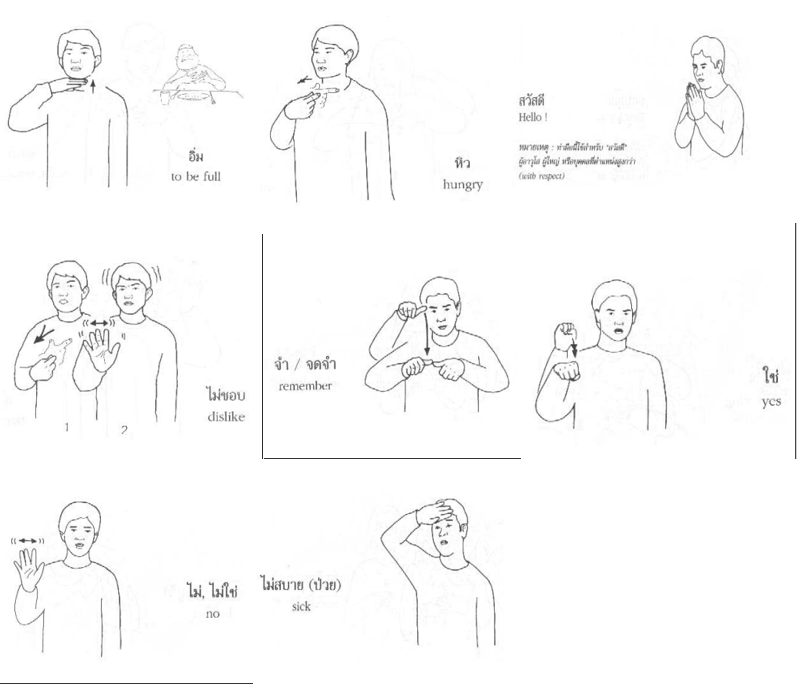 อิ่ม
to be full
หิว
hungry
สวัสดี
Hello !
หมายเหตุ : ท่ามือนี้ใช้สำหรับ "สวัสดี"
ผู้อาวุโส ผู้ใหญ่ หรือบุคคลที่ตำแหน่งสูงกว่า
(with respect)
1 2
ไม่ชอบ
dislike
จำ / จดจำ
remember
ใช่
yes
ไม่, ไม่ใช่
no
ไม่สบาย (ป่วย)
sick